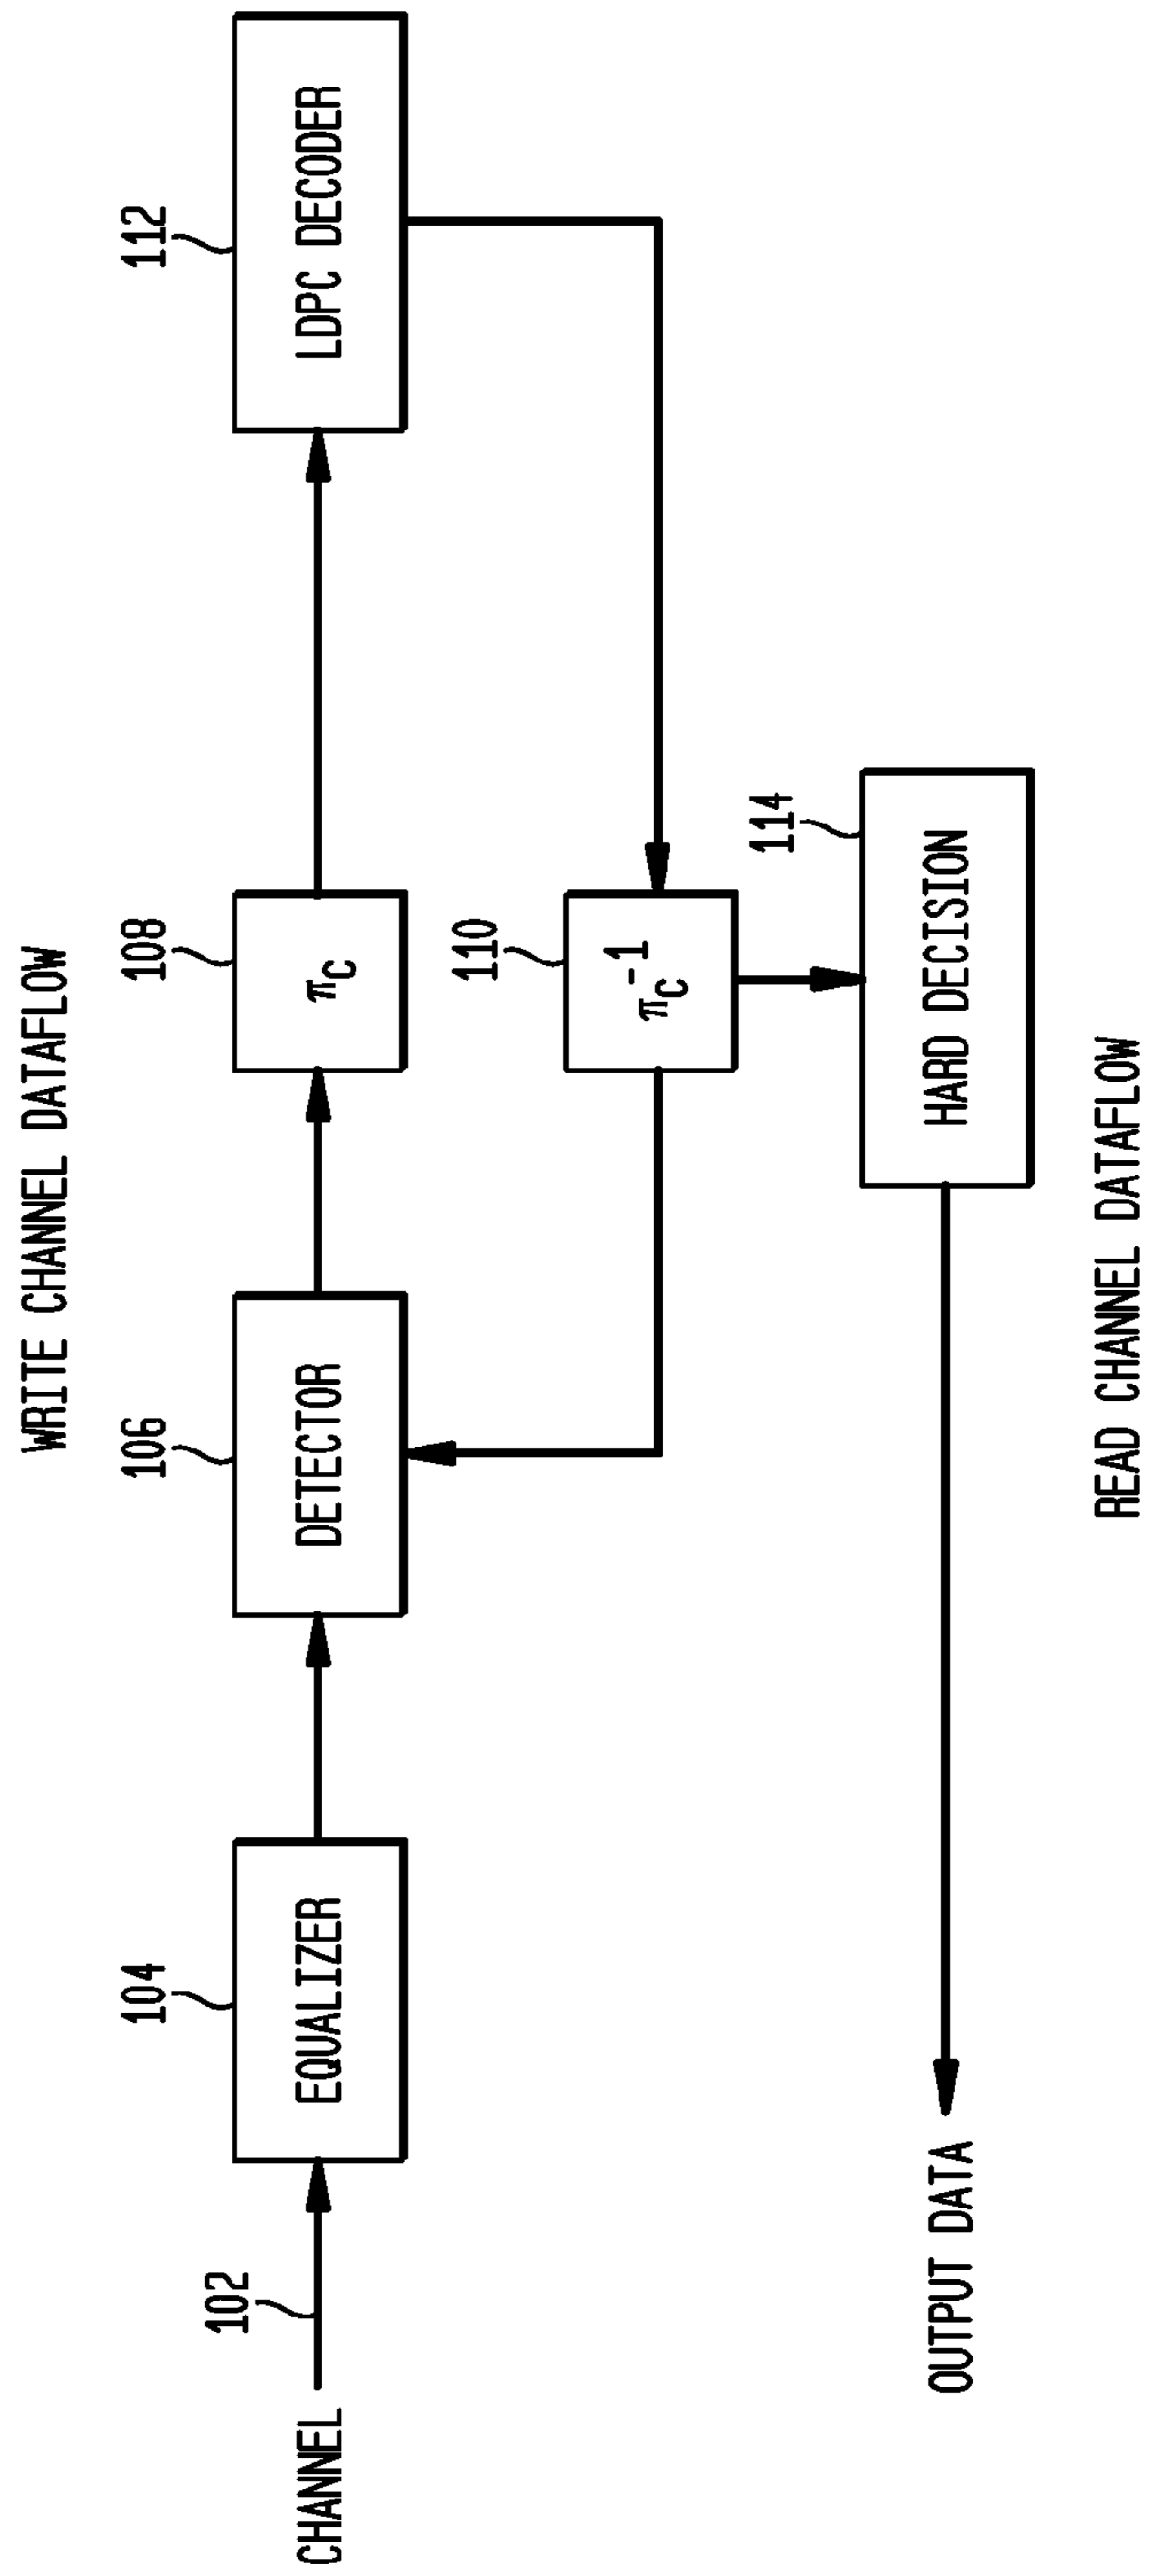 WRITE CHANNEL DATAFLOW
102
104
106
108
112
CHANNEL
EQUALIZER
DETECTOR
πC
LDPC DECODER
110
πC-1
114
HARD DECISION
OUTPUT DATA
READ CHANNEL DATAFLOW